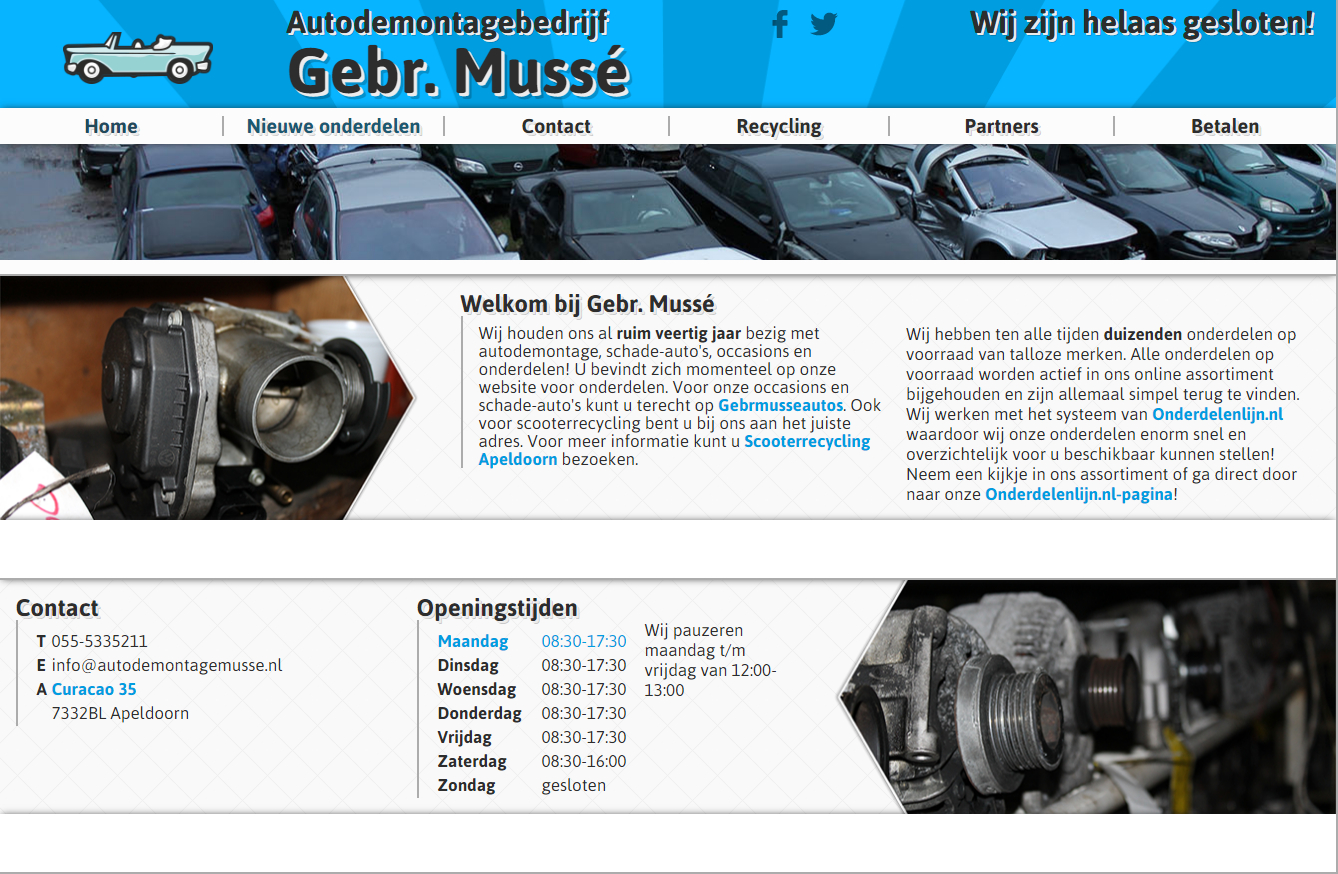 Autodemontagebedrijf
Gebr. Mussé
Wij zijn helaas gesloten!
Home
Nieuwe onderdelen
Contact
Recycling
Partners
Betalen
Welkom bij Gebr. Mussé
Wij houden ons al ruim veertig jaar bezig met
autodemontage, schade-auto's, occasions en
onderdelen! U bevindt zich momenteel op onze
website voor onderdelen. Voor onze occasions en
schade-auto's kunt u terecht op Gebrmusseautos. Ook
voor scooterrecycling bent u bij ons aan het juiste
adres. Voor meer informatie kunt u Scooterrecycling
Apeldoorn bezoeken.
Wij hebben ten alle tijden duizenden onderdelen op
voorraad van talloze merken. Alle onderdelen op
voorraad worden actief in ons online assortiment
bijgehouden en zijn allemaal simpel terug te vinden.
Wij werken met het systeem van Onderdelenlijn.nl
waardoor wij onze onderdelen enorm snel en
overzichtelijk voor u beschikbaar kunnen stellen!
Neem een kijkje in ons assortiment of ga direct door
naar onze Onderdelenlijn.nl-pagina!
Contact
T 055-5335211
E info@autodemontagemusse.nl
A Curacao 35
7332BL Apeldoorn
Openingstijden
Maandag 08:30-17:30
Dinsdag 08:30-17:30
Woensdag 08:30-17:30
Donderdag 08:30-17:30
Vrijdag 08:30-17:30
Zaterdag 08:30-16:00
Zondag gesloten
Wij pauzeren
maandag t/m
vrijdag van 12:00-
13:00